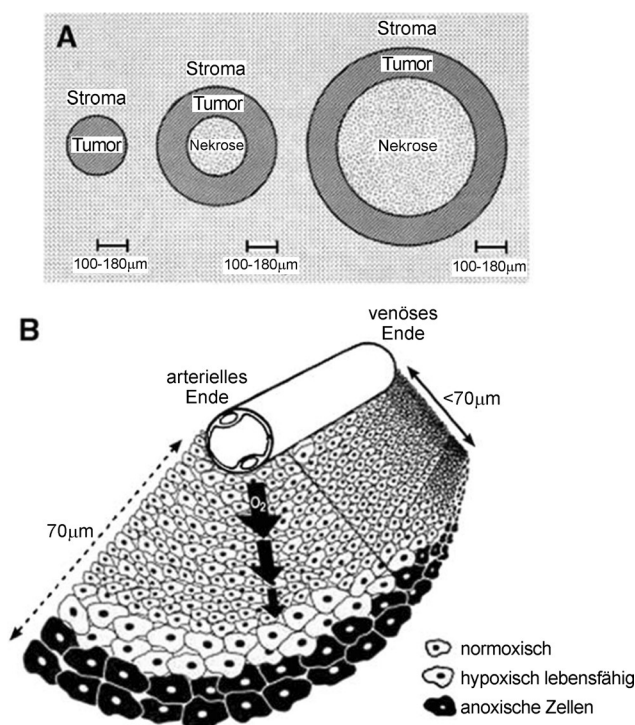 A
Stroma
Tumor
100-180µm
Stroma
Tumor
Nekrose
100-180µm
Stroma
Tumor
Nekrose
100-180µm
B
venöses
Ende
arterielles
Ende
<70µm
O2
70µm
normoxisch
hypoxisch lebensfähig
anoxische Zellen